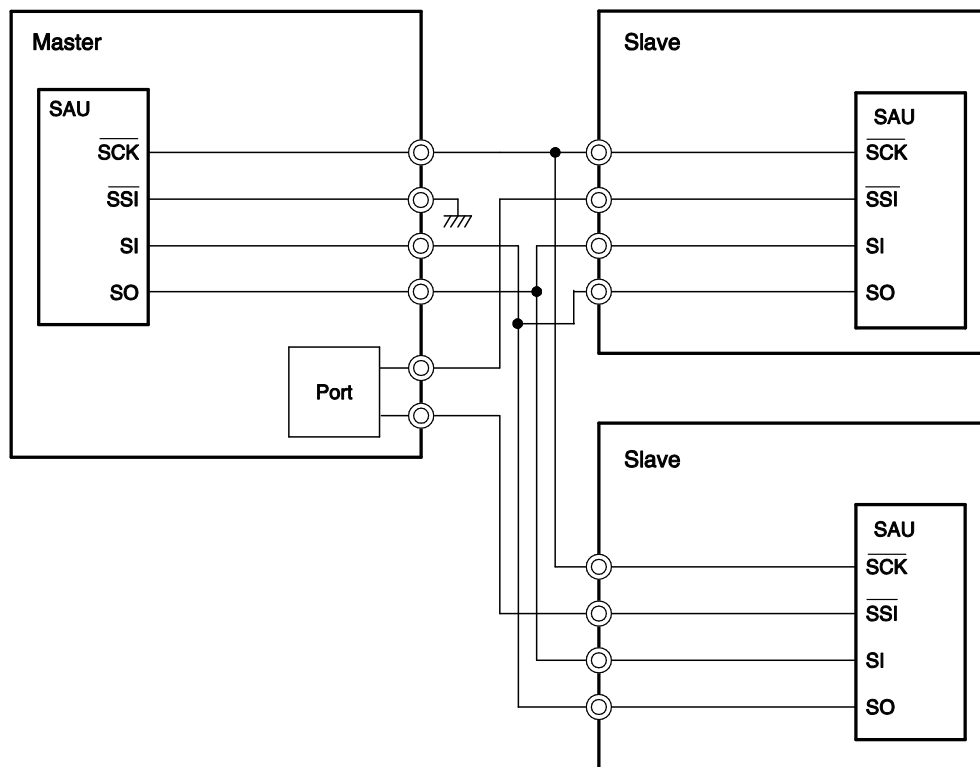 Master
SAU
SCK
SSI
SI
SO
Port
Slave
SAU
SCK
SSI
SI
SO
Slave
SAU
SCK
SSI
SI
SO